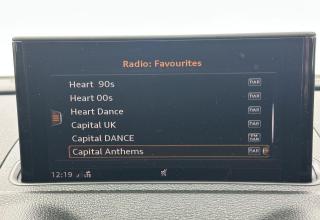 Radio: Favourites
Heart 90s
Heart 00s
Heart Dance
Capital UK
Capital DANCE
Capital Anthems
12:19